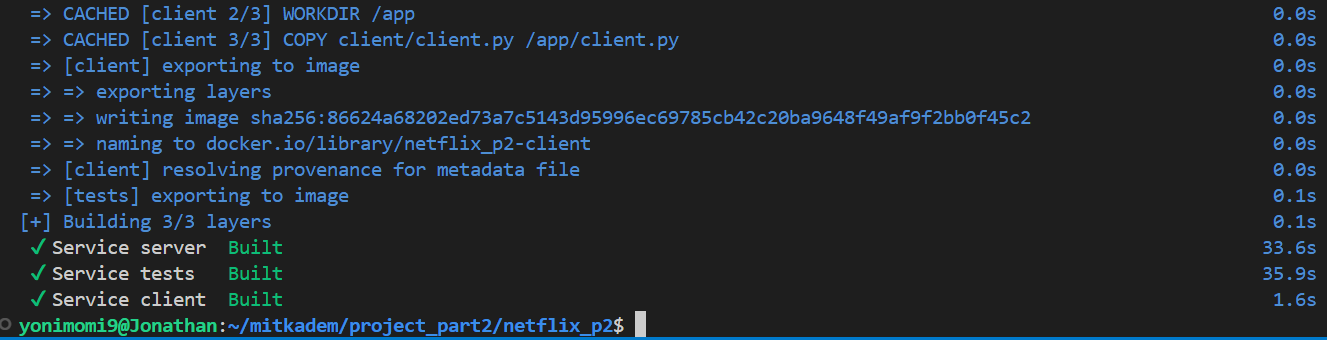 => CACHED [client 2/3] WORKDIR /app 0.0s
=> CACHED [client 3/3] COPY client/client.py /app/client.py 0.0s
=> [client] exporting to image 0.0s
=> => exporting layers 0.0s
=> => writing image sha256:86624a68202ed73a7c5143d95996ec69785cb42c20ba9648f49af9f2bb0f45c2 0.0s
=> => naming to docker.io/library/netflix_p2-client 0.0s
=> [client] resolving provenance for metadata file 0.0s
=> [tests] exporting to image 0.1s
[+] Building 3/3 layers 0.1s
✓ Service server Built 33.6s
✓ Service tests Built 35.9s
✓ Service client Built 1.6s
yonimomi9@Jonathan:~/mitkadem/project_part2/netflix_p2$